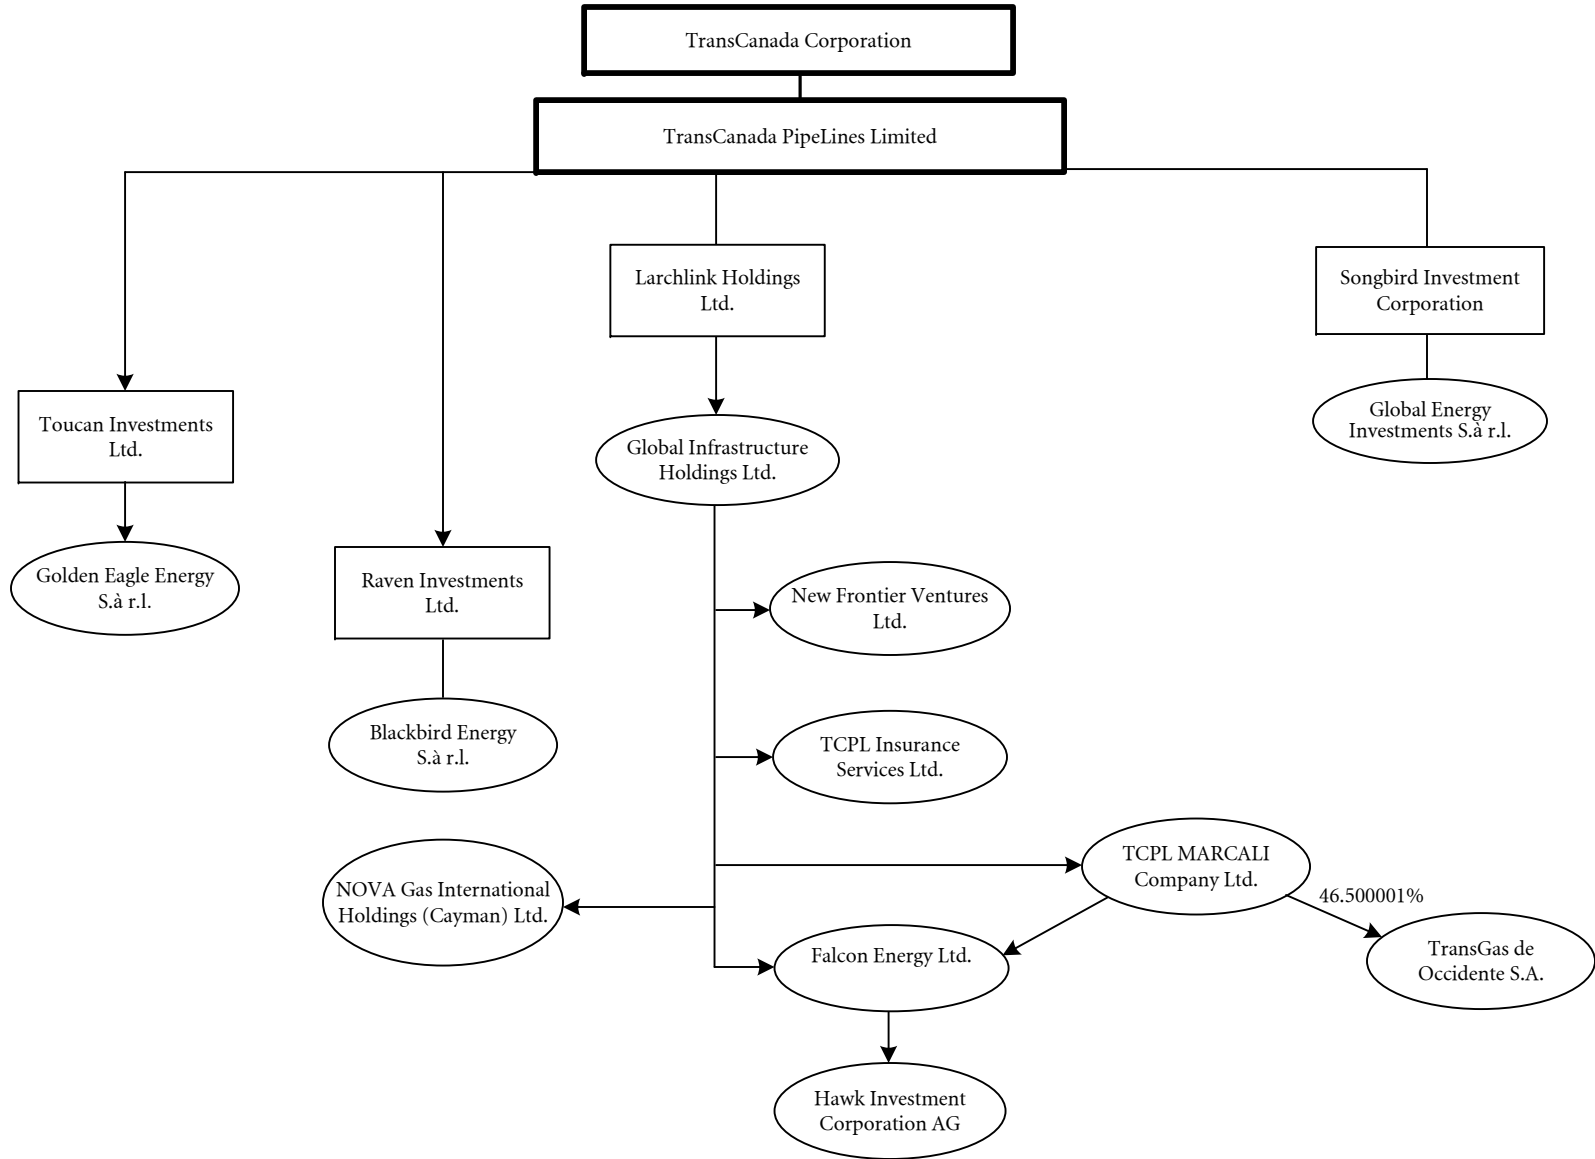 TransCanada Corporation
TransCanada PipeLines Limited
Larchlink Holdings
Ltd.
Songbird Investment
Corporation
Toucan Investments
Ltd.
Global Infrastructure
Holdings Ltd.
Global Energy
Investments S.à r.l.
Golden Eagle Energy
S.à r.l.
Raven Investments
Ltd.
New Frontier Ventures
Ltd.
Blackbird Energy
S.à r.l.
TCPL Insurance
Services Ltd.
NOVA Gas International
Holdings (Cayman) Ltd.
TCPL MARCALI
Company Ltd.
46.500001%
Falcon Energy Ltd.
TransGas de
Occidente S.A.
Hawk Investment
Corporation AG